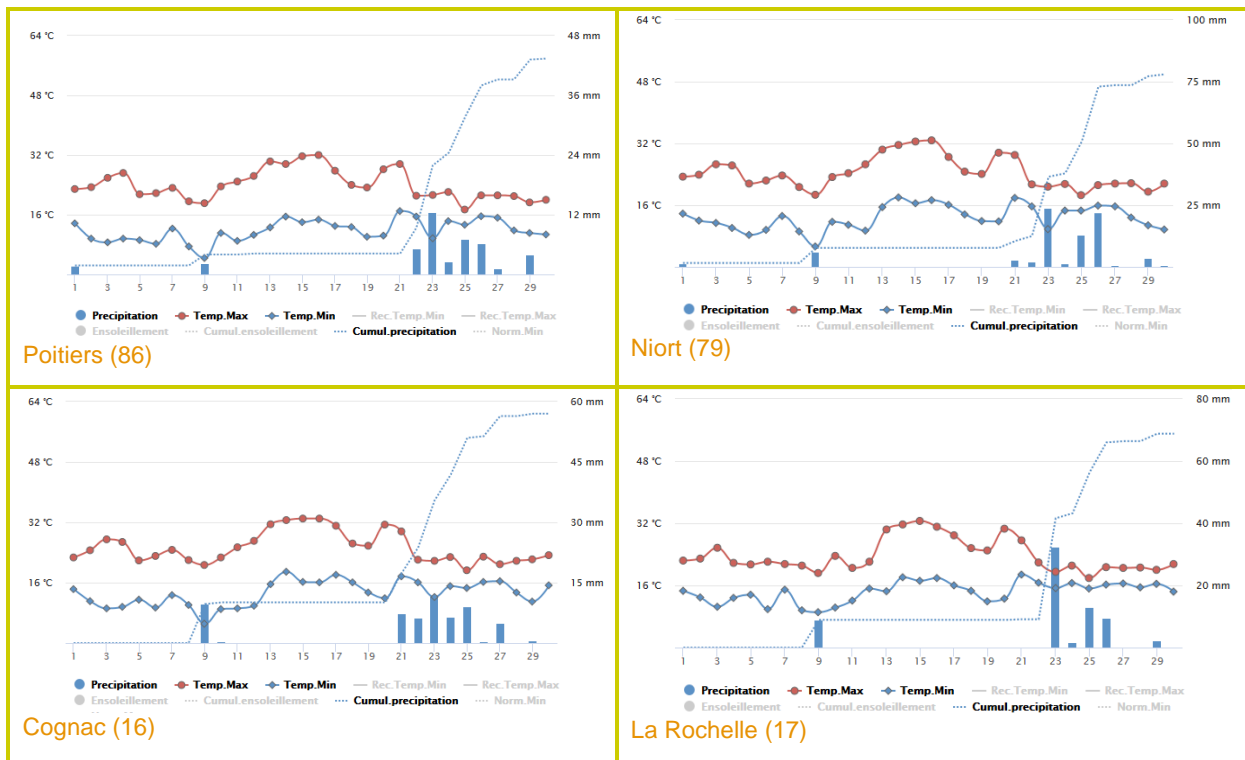 64 °C 48 mm
48 °C 36 mm
32 °C 24 mm
16 °C 12 mm
1 3 5 7 9 11 13 15 17 19 21 23 25 27 29
Precipitation Temp.Max Temp.Min Rec.Temp.Min Rec.Temp.Max
Ensoleillement Cumul.ensoleillement Cumul.precipitation Norm.Min
Poitiers (86)
64 °C 100 mm
48 °C 75 mm
32 °C 50 mm
16 °C 25 mm
1 3 5 7 9 11 13 15 17 19 21 23 25 27 29
Precipitation Temp.Max Temp.Min Rec.Temp.Min Rec.Temp.Max
Ensoleillement Cumul.ensoleillement Cumul.precipitation Norm.Min
Niort (79)
64 °C 60 mm
48 °C 45 mm
32 °C 30 mm
16 °C 15 mm
1 3 5 7 9 11 13 15 17 19 21 23 25 27 29
Precipitation Temp.Max Temp.Min Rec.Temp.Min Rec.Temp.Max
Ensoleillement Cumul.ensoleillement Cumul.precipitation Norm.Min
Cognac (16)
64 °C 80 mm
48 °C 60 mm
32 °C 40 mm
16 °C 20 mm
1 3 5 7 9 11 13 15 17 19 21 23 25 27 29
Precipitation Temp.Max Temp.Min Rec.Temp.Min Rec.Temp.Max
Ensoleillement Cumul.ensoleillement Cumul.precipitation Norm.Min
La Rochelle (17)